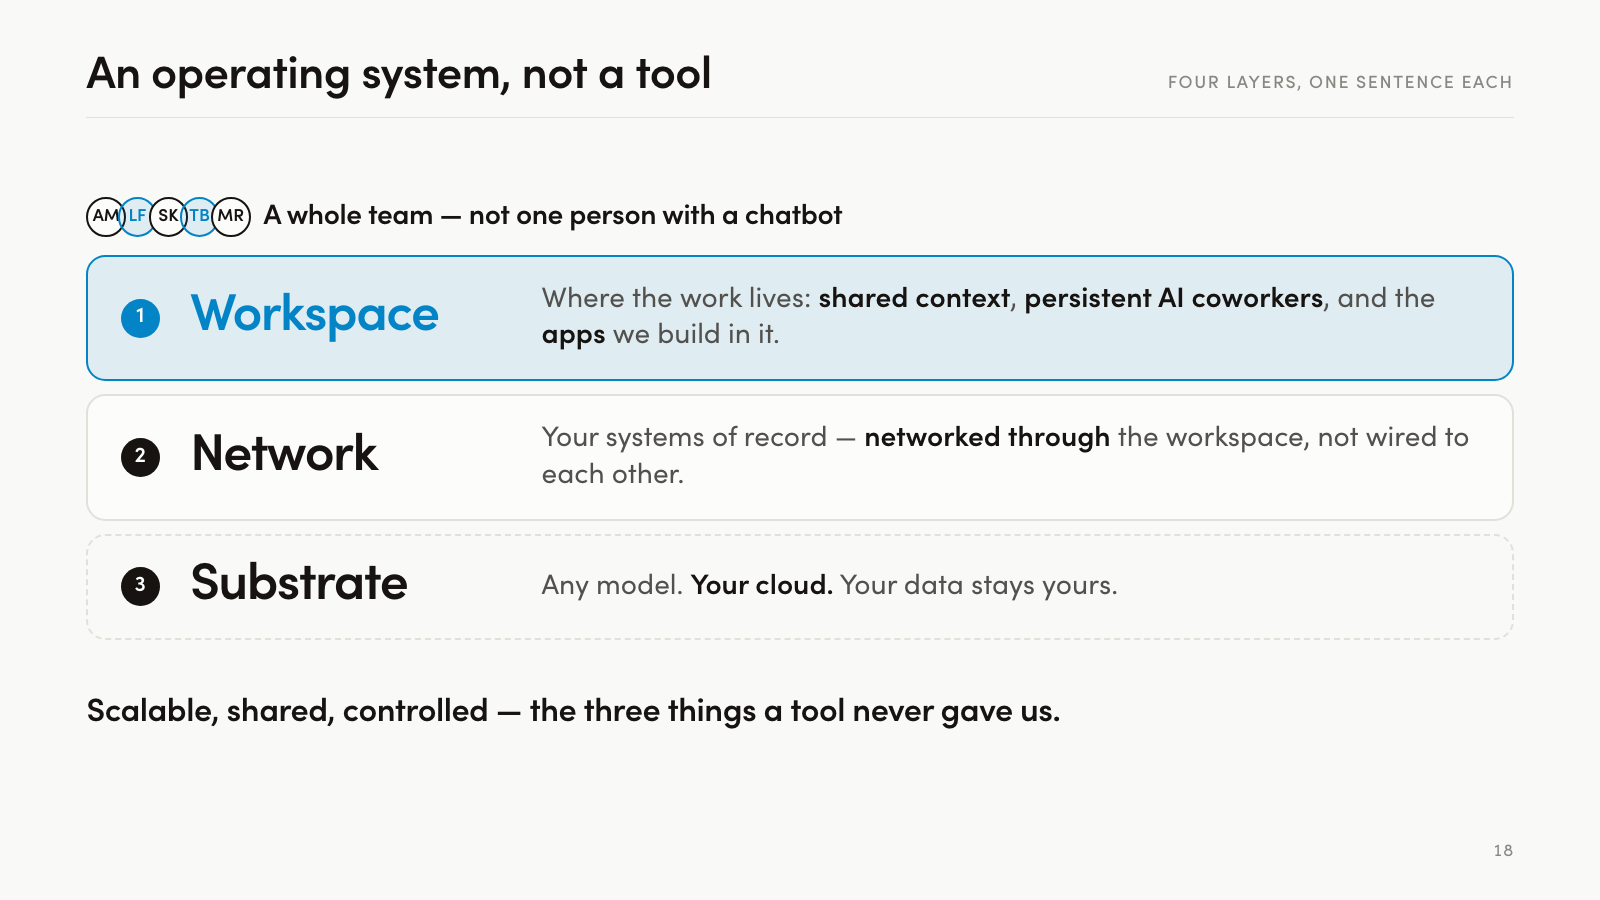 An operating system, not a tool
FOUR LAYERS, ONE SENTENCE EACH
AM LF SK TB MR A whole team — not one person with a chatbot
1 Workspace
Where the work lives: shared context, persistent AI coworkers, and the
apps we build in it.
2 Network
Your systems of record — networked through the workspace, not wired to
each other.
3 Substrate
Any model. Your cloud. Your data stays yours.
Scalable, shared, controlled — the three things a tool never gave us.
18